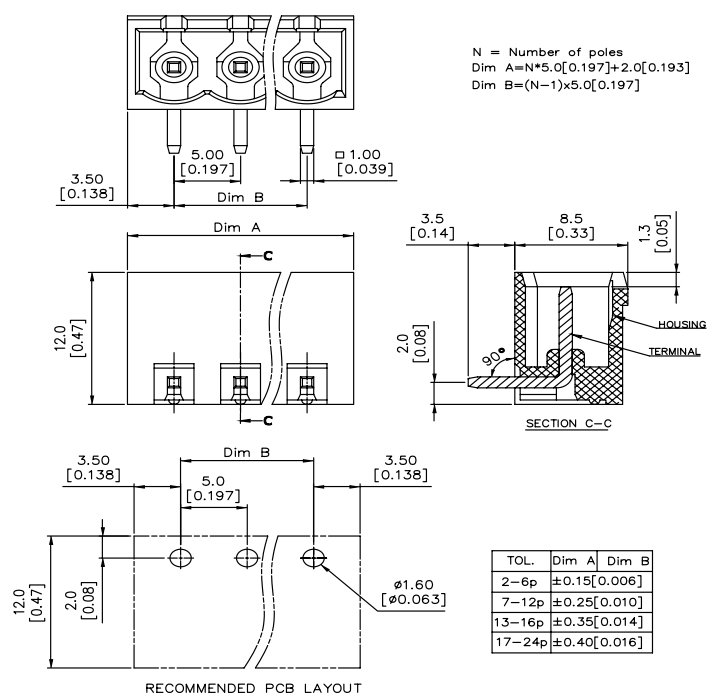 N = Number of poles
Dim A=N*5.0[0.197]+2.0[0.193]
Dim B=(N-1)x5.0[0.197]
3.50
[0.138]
5.00
[0.197]
□ 1.00
[0.039]
Dim B
Dim A
C
C
12.0
[0.47]
3.5
[0.14]
8.5
[0.33]
1.3
[0.05]
2.0
[0.08]
90°
HOUSING
TERMINAL
SECTION C-C
3.50
[0.138]
Dim B
3.50
[0.138]
5.0
[0.197]
12.0
[0.47]
2.0
[0.08]
ø1.60
[ø0.063]
RECOMMENDED PCB LAYOUT
TOL. Dim A Dim B
2-6p ±0.15[0.006]
7-12p ±0.25[0.010]
13-16p ±0.35[0.014]
17-24p ±0.40[0.016]